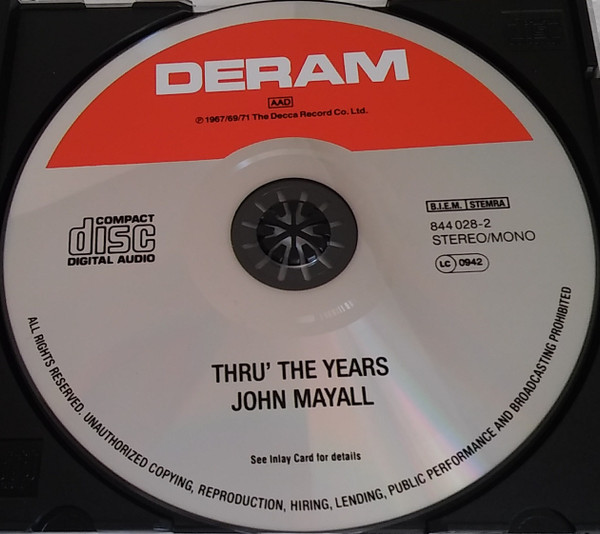 DERAM
AAD
℗ 1967/69/71 The Decca Record Co. Ltd.
COMPACT
disc
DIGITAL AUDIO
B.I.E.M. STEMRA
844 028-2
STEREO/MONO
LC 0942
THRU' THE YEARS
JOHN MAYALL
See Inlay Card for details
ALL RIGHTS RESERVED. UNAUTHORIZED COPYING, REPRODUCTION, HIRING, LENDING, PUBLIC PERFORMANCE AND BROADCASTING PROHIBITED